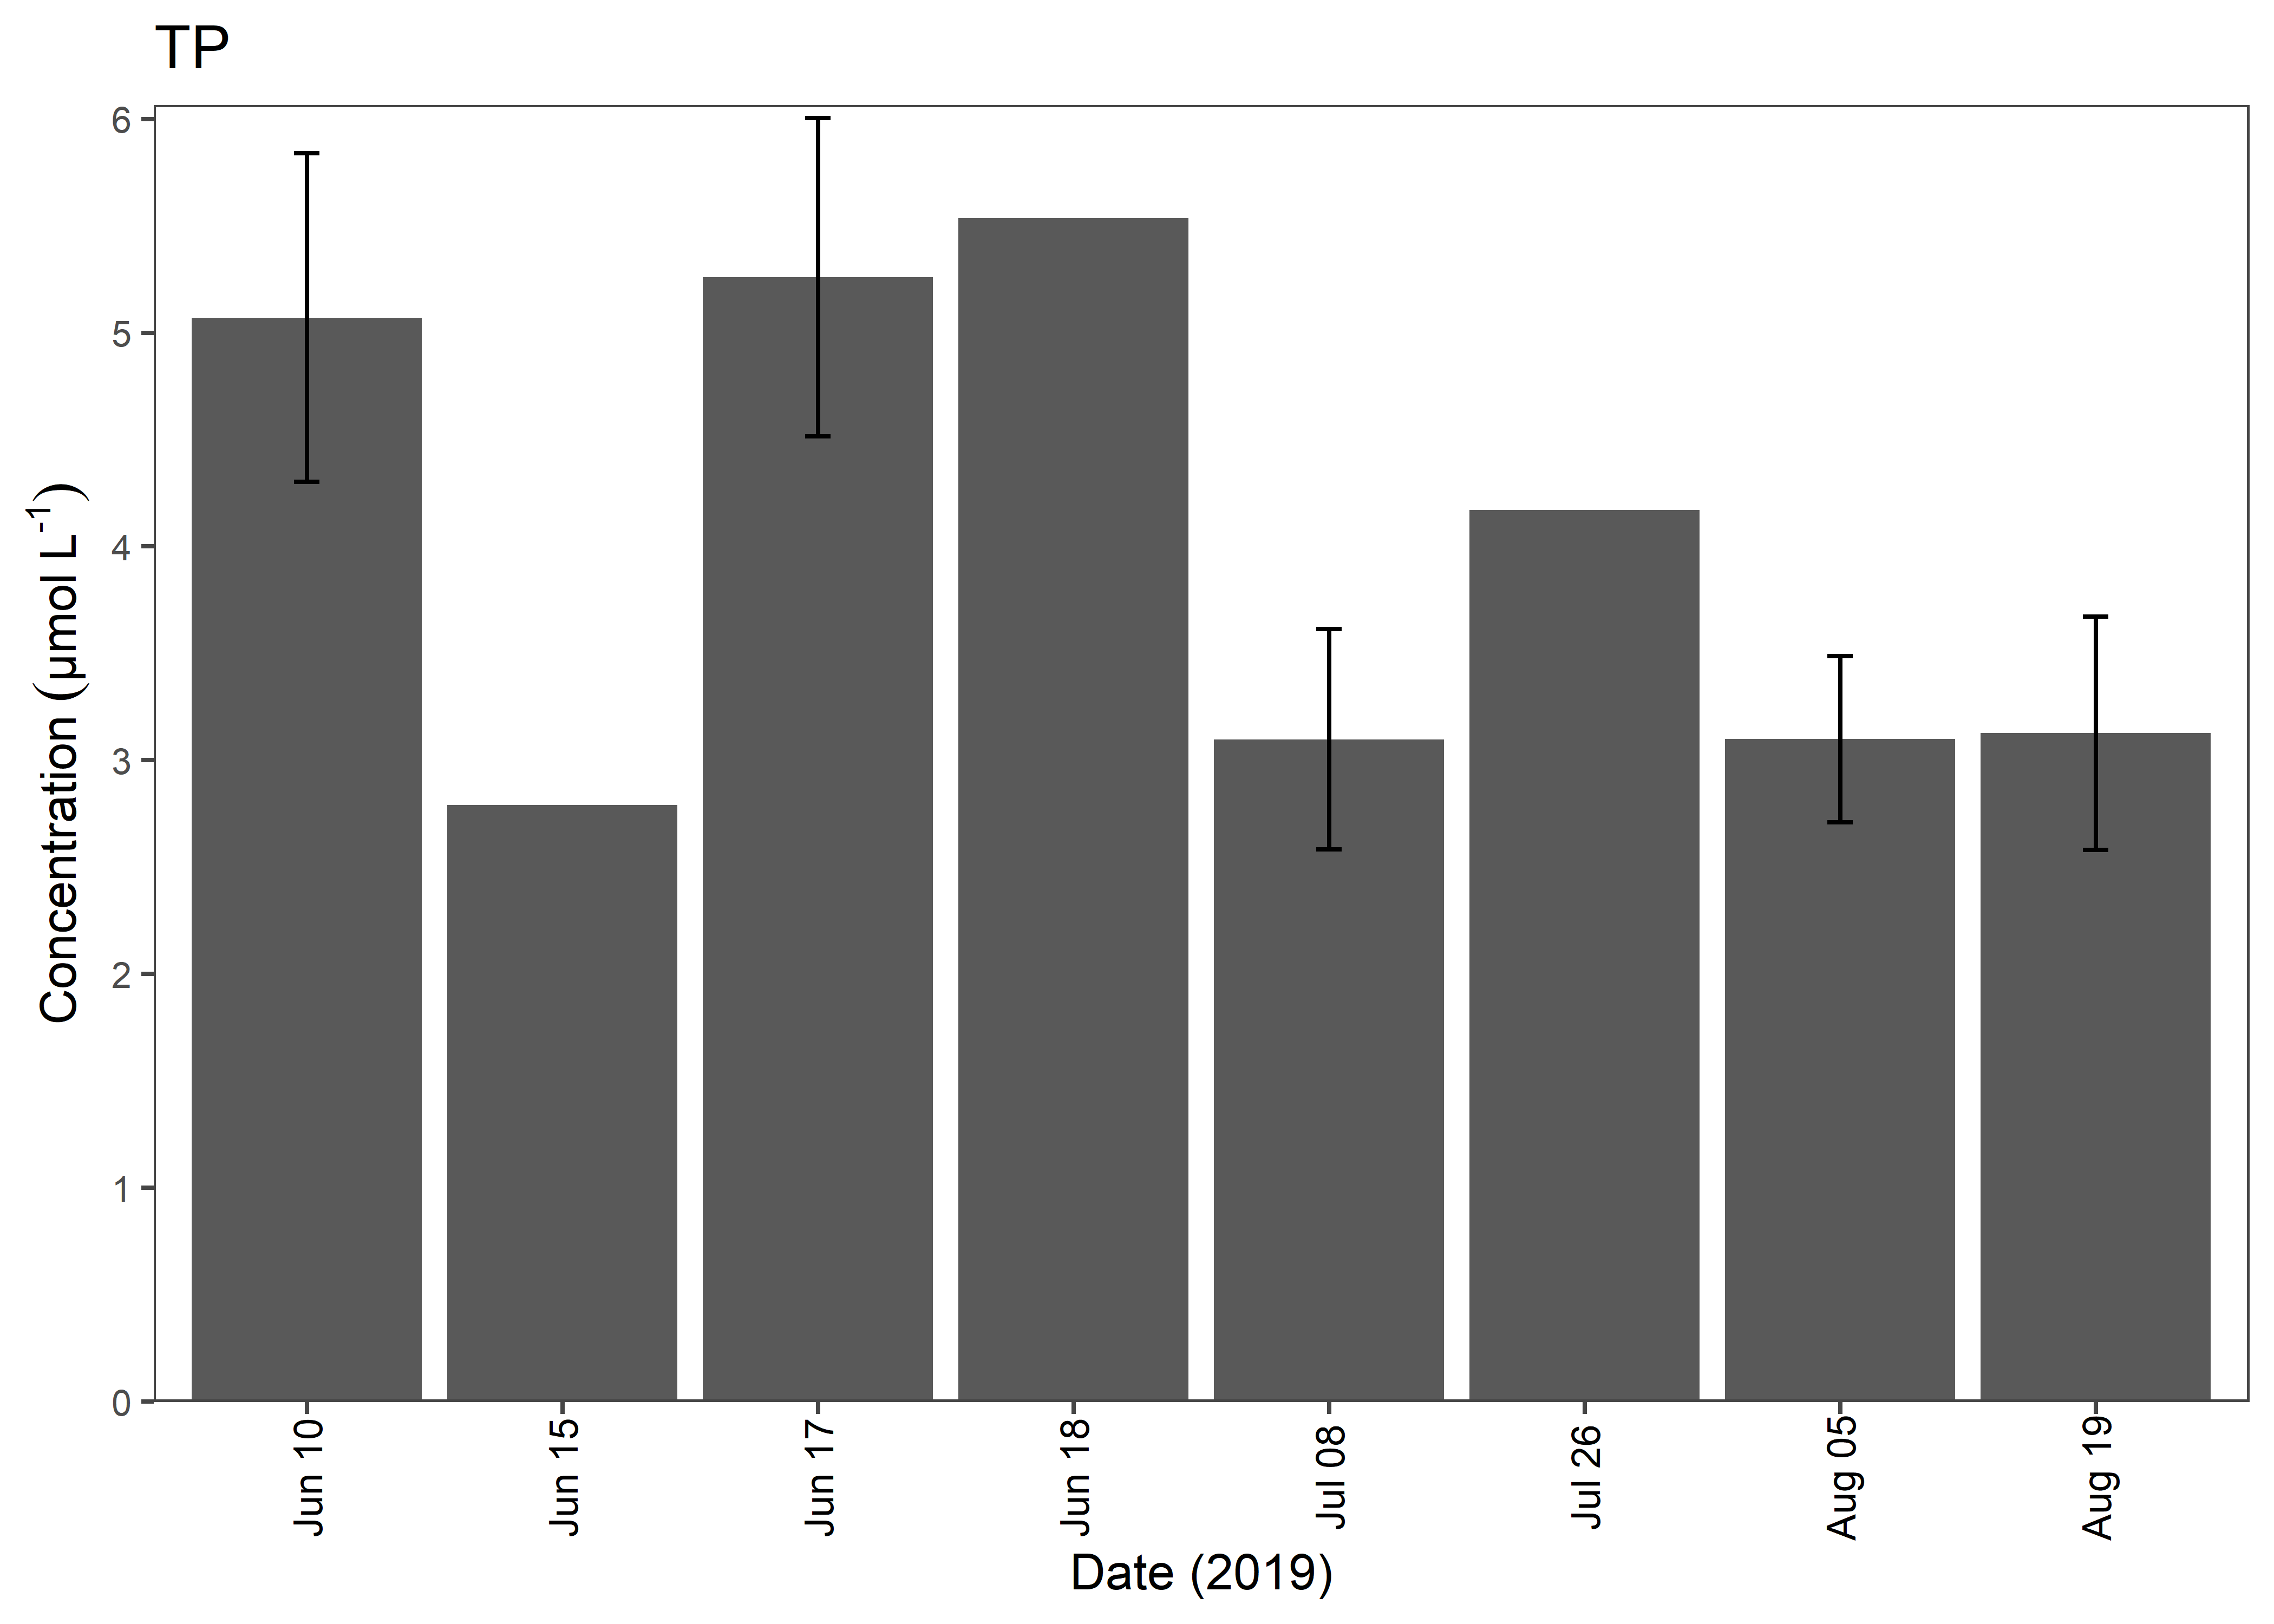 TP
Concentration (µmol L⁻¹)
6
5
4
3
2
1
0
Jun 10
Jun 15
Jun 17
Jun 18
Jul 08
Jul 26
Aug 05
Aug 19
Date (2019)